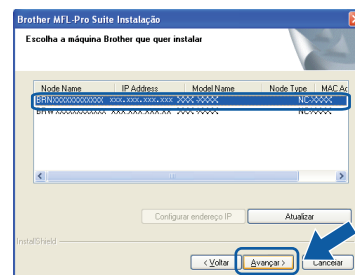 Brother MFL-Pro Suite Instalação
Escolha a máquina Brother que quer instalar
Node Name IP Address Model Name Node Type MAC Ac
BRNXXXXXXXXXXXX xxx.xxx.xxx.xxx XXX-XXXX NC-XXXX
BRWXXXXXXXXXXXX xxx.xxx.xxx.xxx XXX-XXXX NC-XXXX
Configurar endereço IP Atualizar
InstallShield
< Voltar Avançar > Cancelar